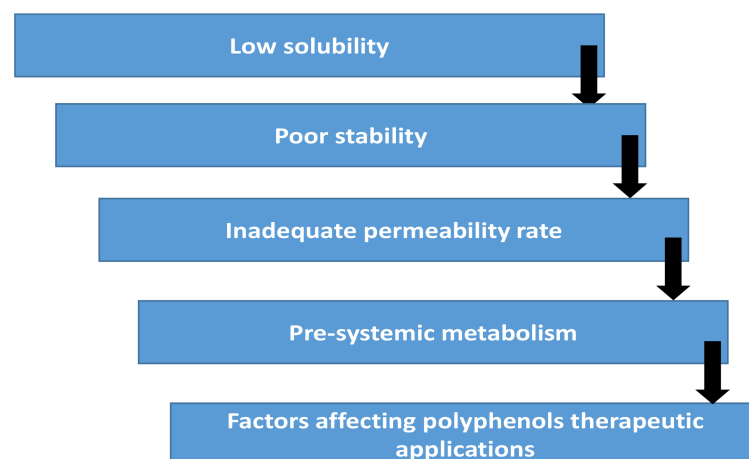 Low solubility
Poor stability
Inadequate permeability rate
Pre-systemic metabolism
Factors affecting polyphenols therapeutic
applications